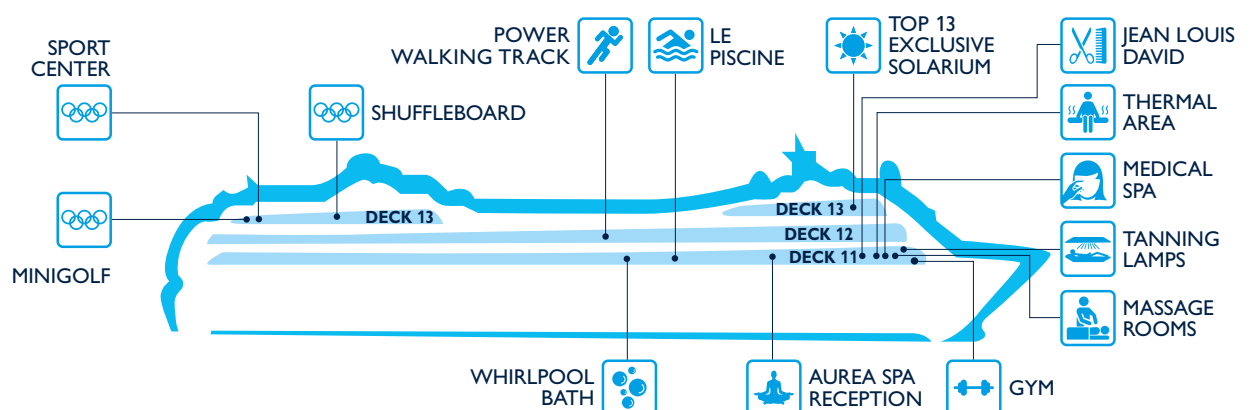 SPORT
CENTER
SHUFFLEBOARD
POWER
WALKING TRACK
LE
PISCINE
TOP 13
EXCLUSIVE
SOLARIUM
JEAN LOUIS
DAVID
THERMAL
AREA
MEDICAL
SPA
TANNING
LAMPS
MASSAGE
ROOMS
MINIGOLF
DECK 13
DECK 13
DECK 12
DECK 11
WHIRLPOOL
BATH
AUREA SPA
RECEPTION
GYM